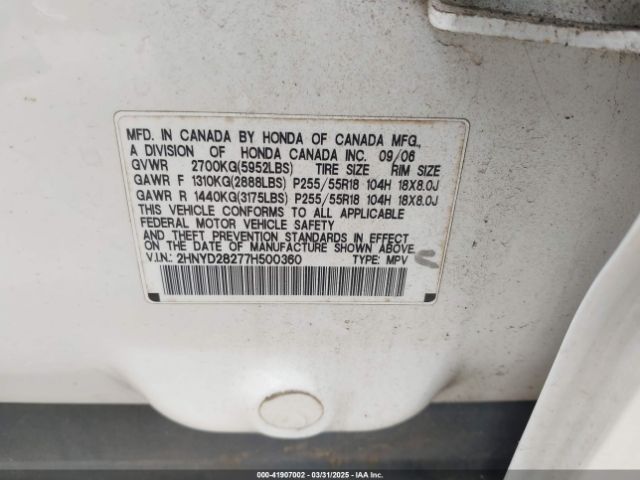 MFD. IN CANADA BY HONDA OF CANADA MFG.,
A DIVISION OF HONDA CANADA INC. 09/06
GVWR 2700KG(5952LBS) TIRE SIZE RIM SIZE
GAWR F 1310KG(2888LBS) P255/55R18 104H 18X8.0J
GAWR R 1440KG(3175LBS) P255/55R18 104H 18X8.0J
THIS VEHICLE CONFORMS TO ALL APPLICABLE
FEDERAL MOTOR VEHICLE SAFETY
AND THEFT PREVENTION STANDARDS IN EFFECT
ON THE DATE OF MANUFACTURE SHOWN ABOVE.
V.I.N.: 2HNYD28277H500360 TYPE: MPV
000-41907002 - 03/31/2025 - IAA Inc.